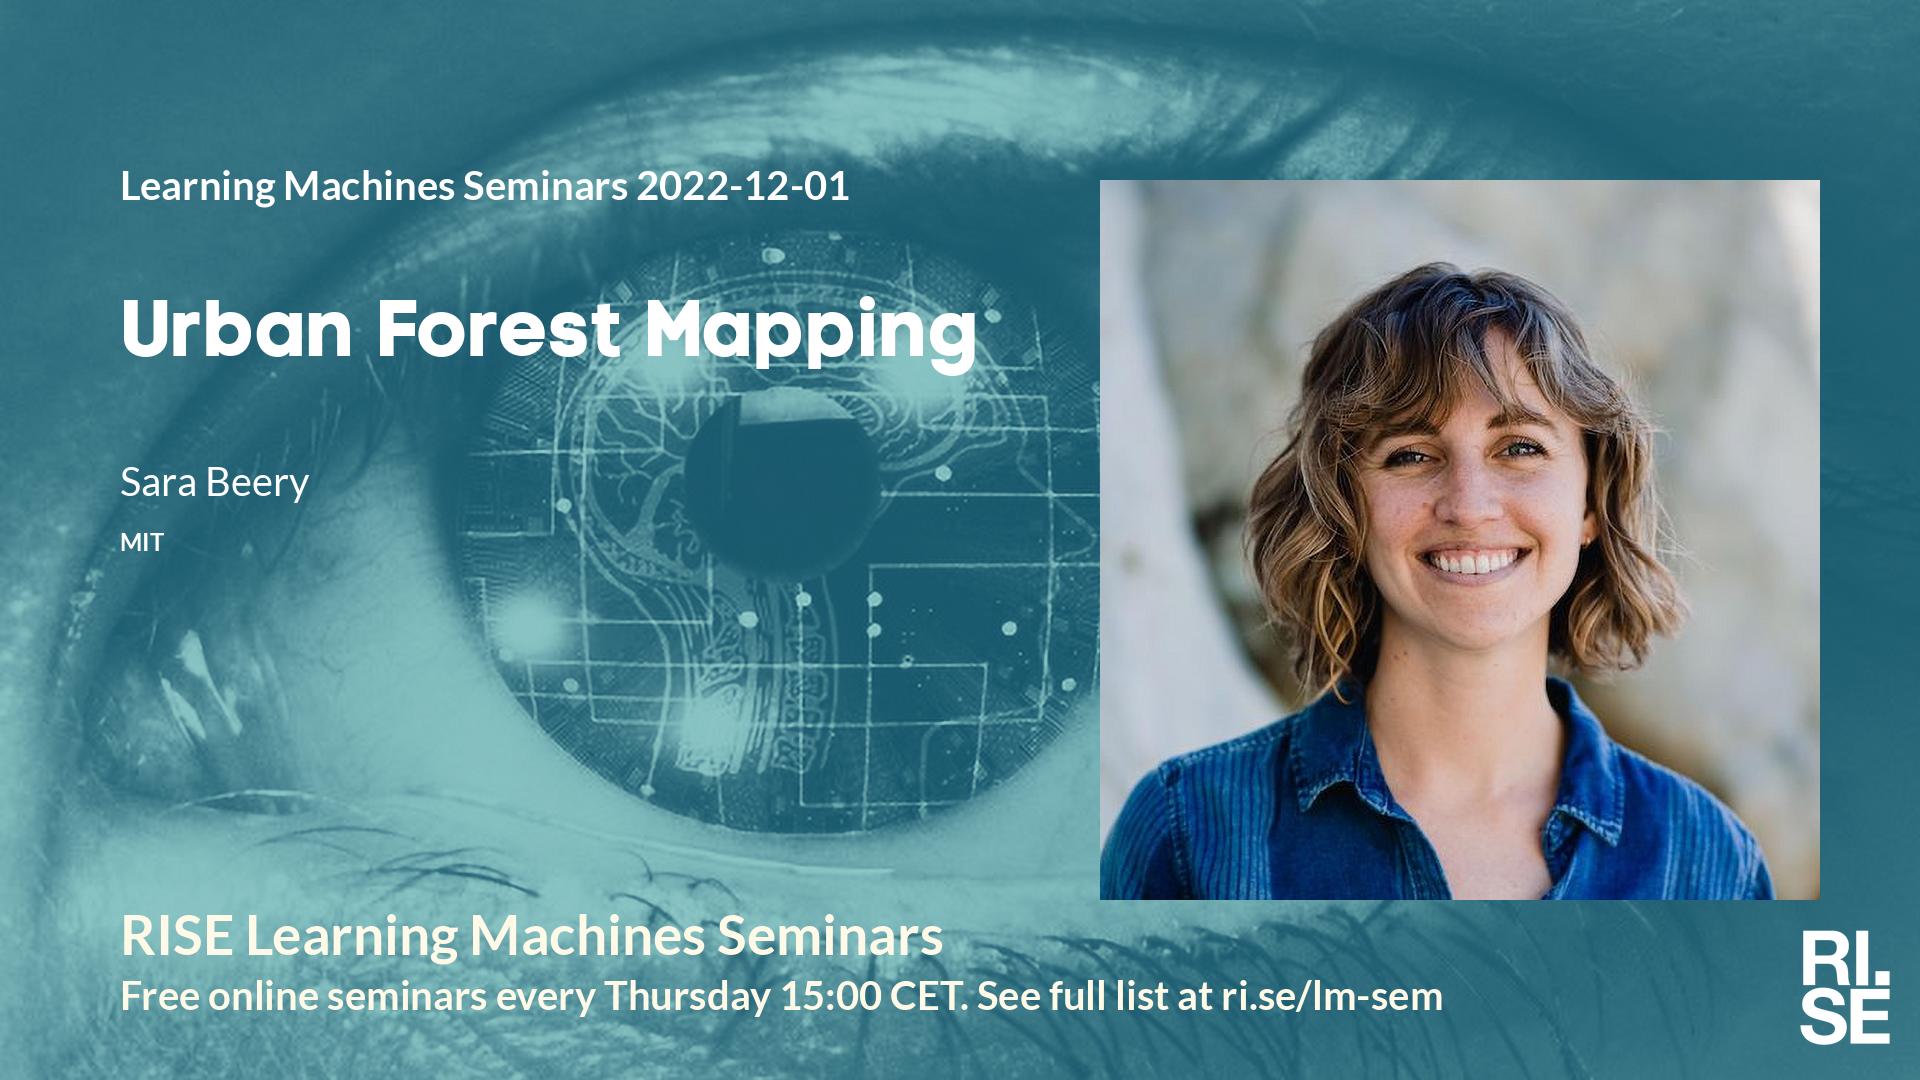 Learning Machines Seminars 2022-12-01
Urban Forest Mapping
Sara Beery
MIT
RISE Learning Machines Seminars
Free online seminars every Thursday 15:00 CET. See full list at ri.se/lm-sem
RI.
SE